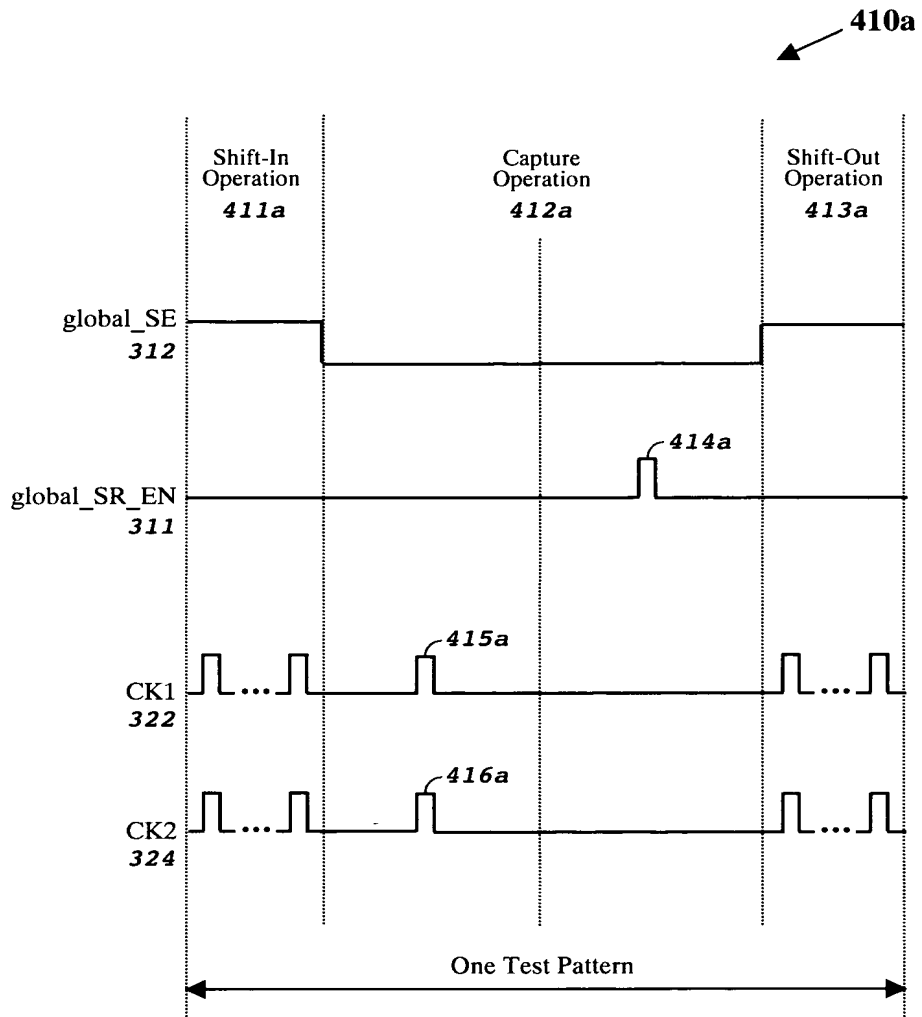 410a
Shift-In
Operation
411a
Capture
Operation
412a
Shift-Out
Operation
413a
global_SE
312
414a
global_SR_EN
311
415a
CK1
322
416a
CK2
324
One Test Pattern